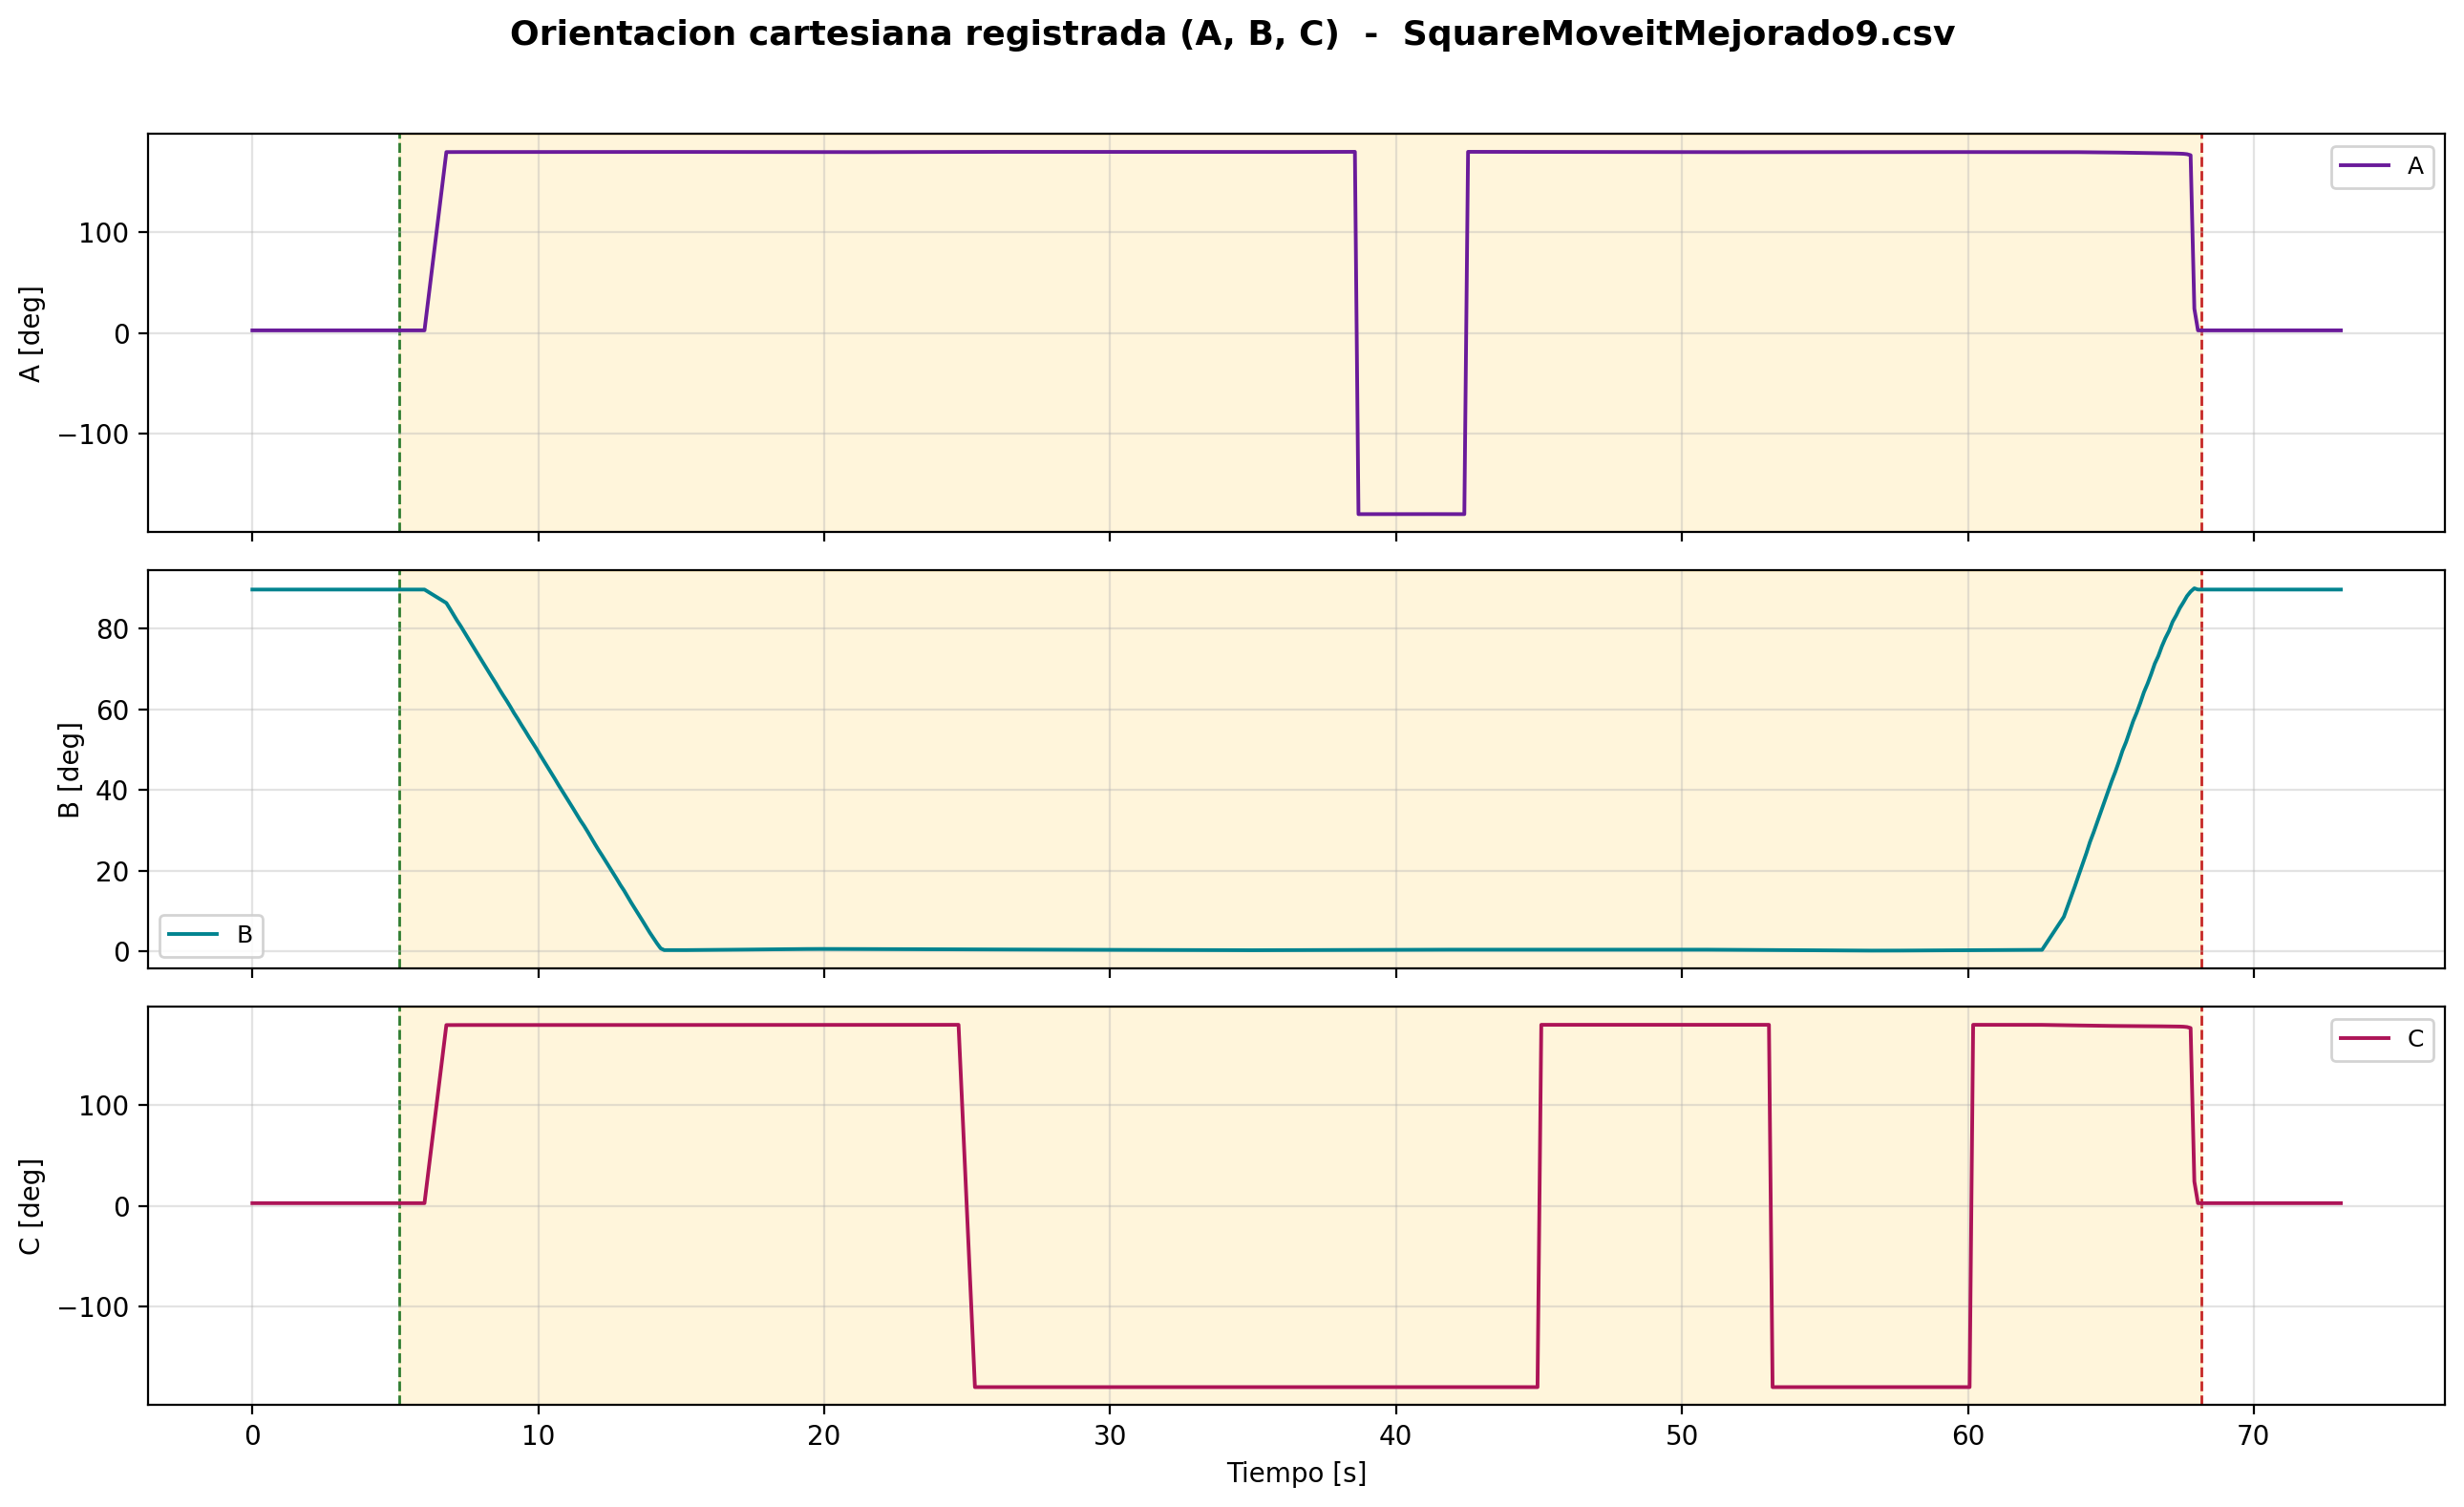 Orientacion cartesiana registrada (A, B, C)  -  SquareMoveitMejorado9.csv
A [deg]
100
0
−100
A
B [deg]
80
60
40
20
0
B
C [deg]
100
0
−100
C
0 10 20 30 40 50 60 70
Tiempo [s]